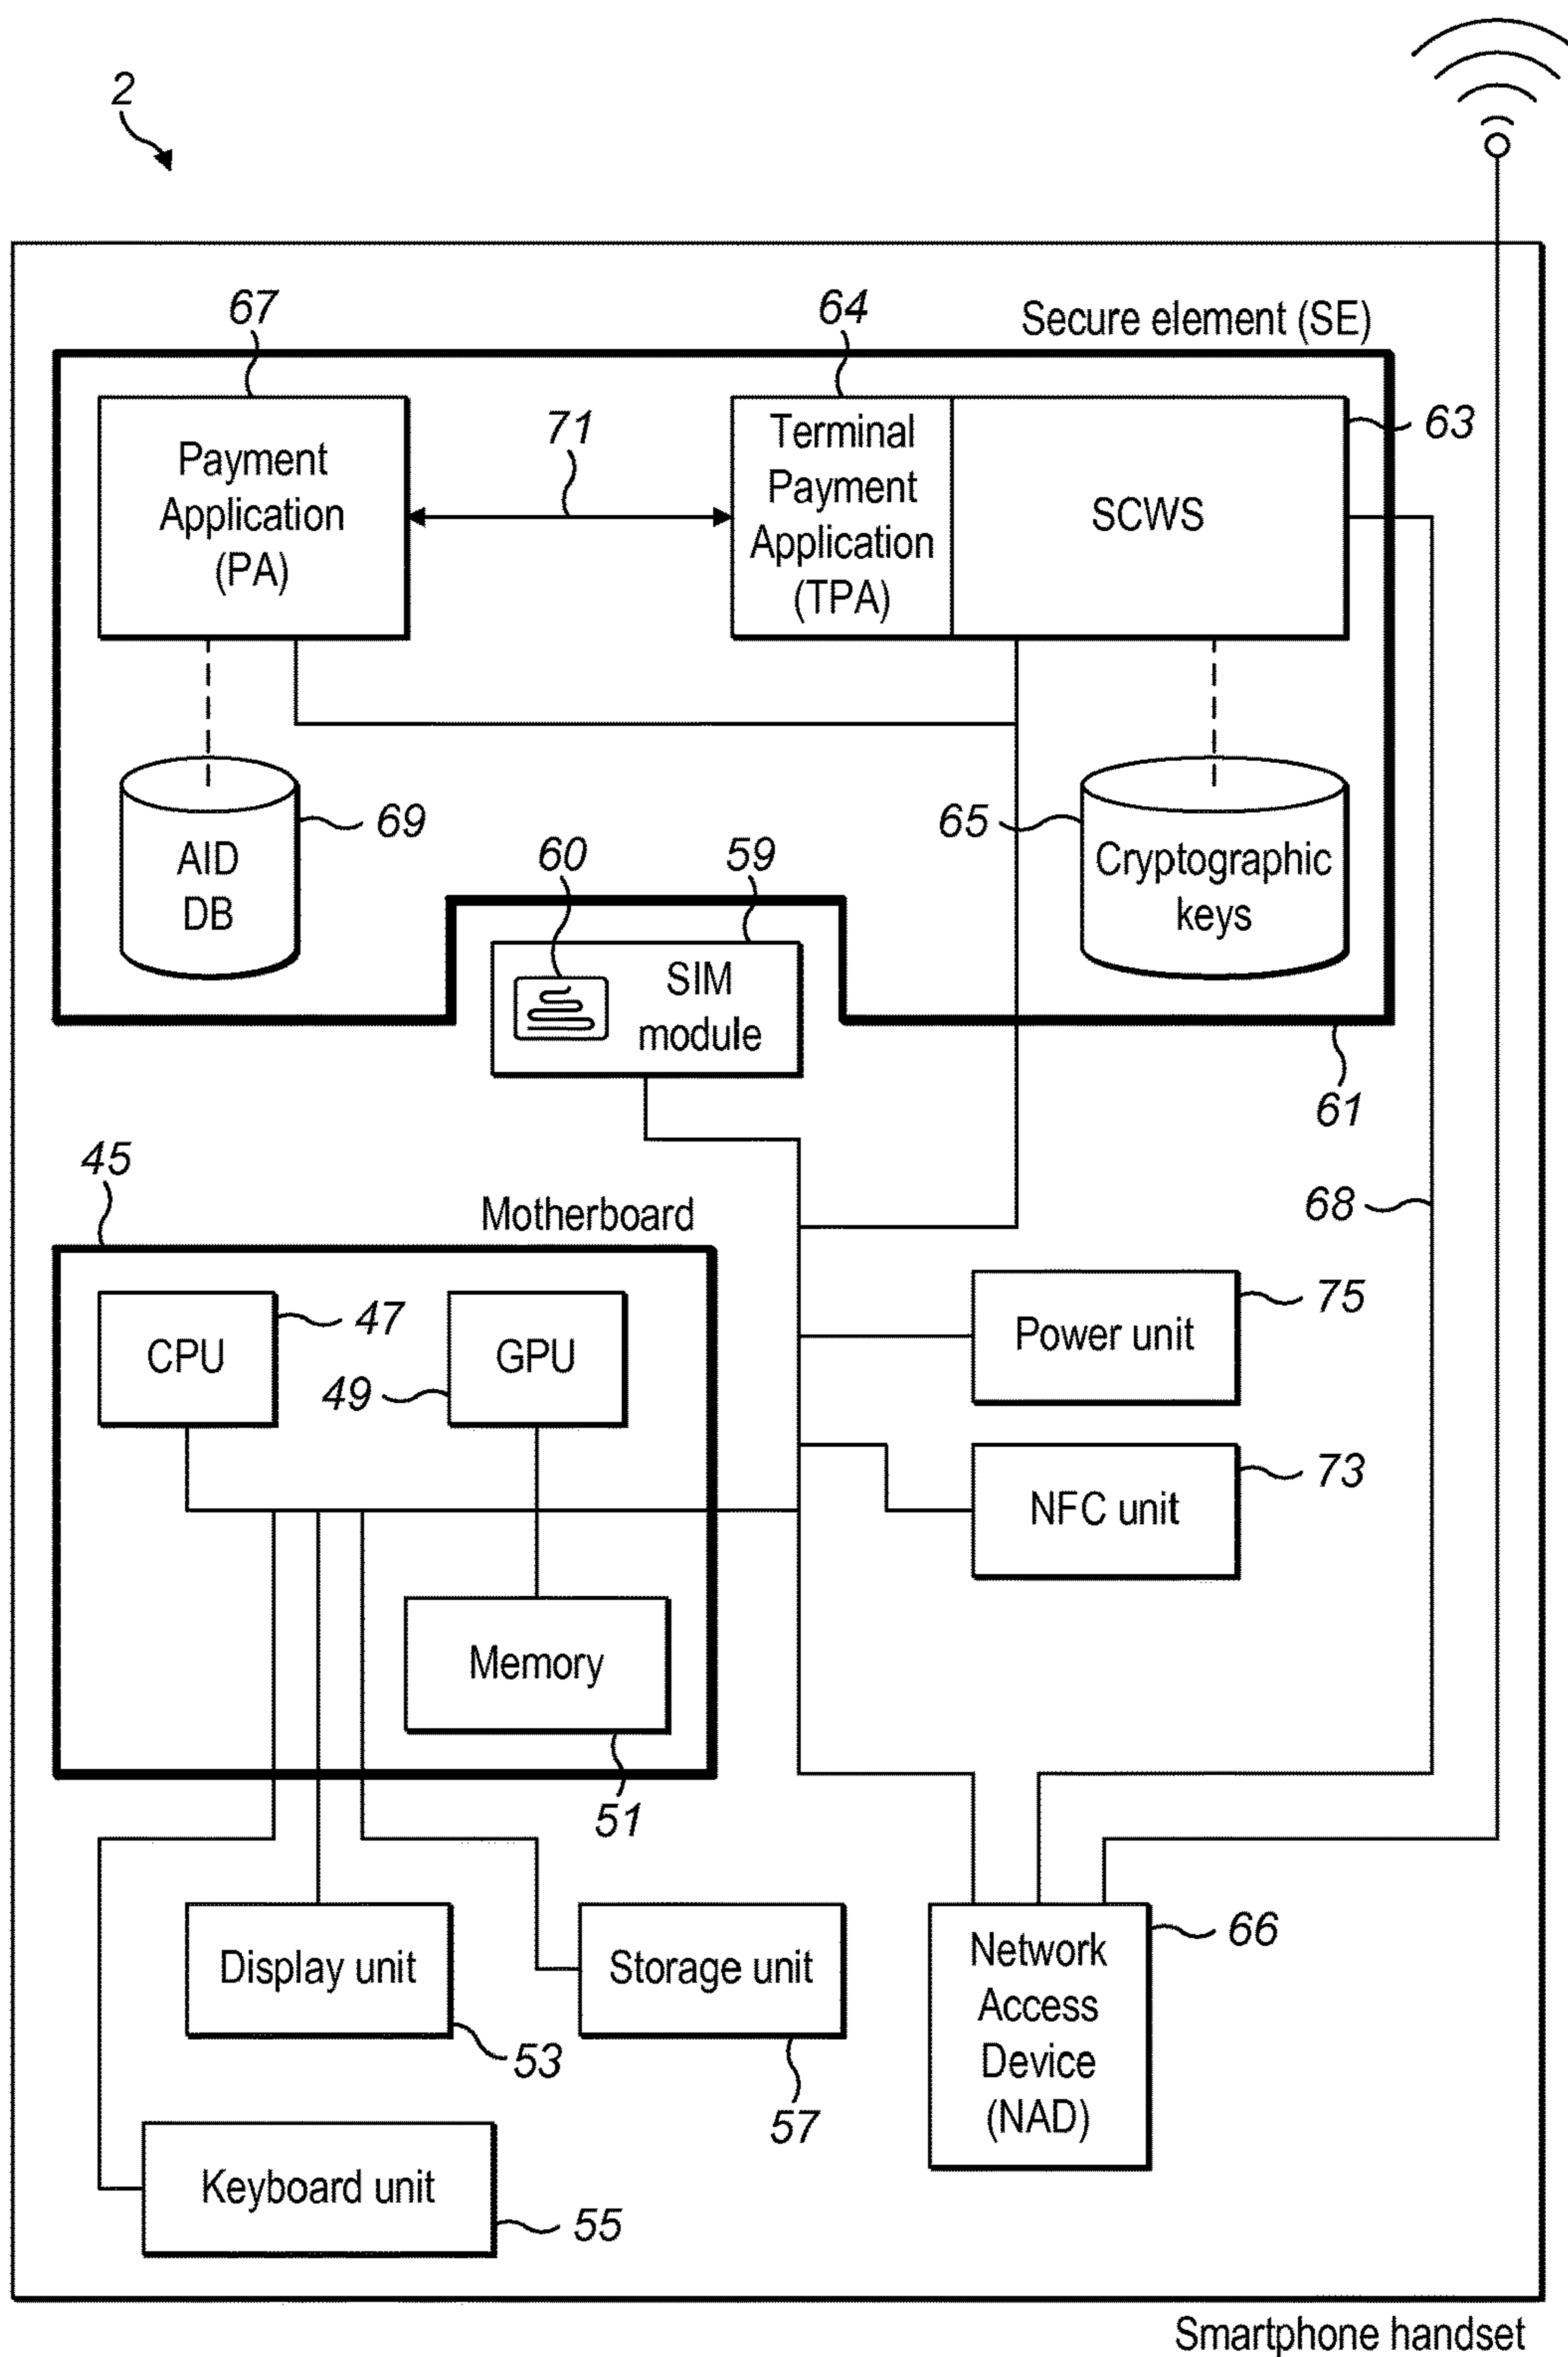 2
67
64
Secure element (SE)
63
71
Payment
Application
(PA)
Terminal
Payment
Application
(TPA)
SCWS
69
AID
DB
65
Cryptographic
keys
60
59
SIM
module
61
45
Motherboard
68
CPU
47
GPU
49
Power unit
75
NFC unit
73
Memory
51
Display unit
53
Storage unit
57
Network
Access
Device
(NAD)
66
Keyboard unit
55
Smartphone handset